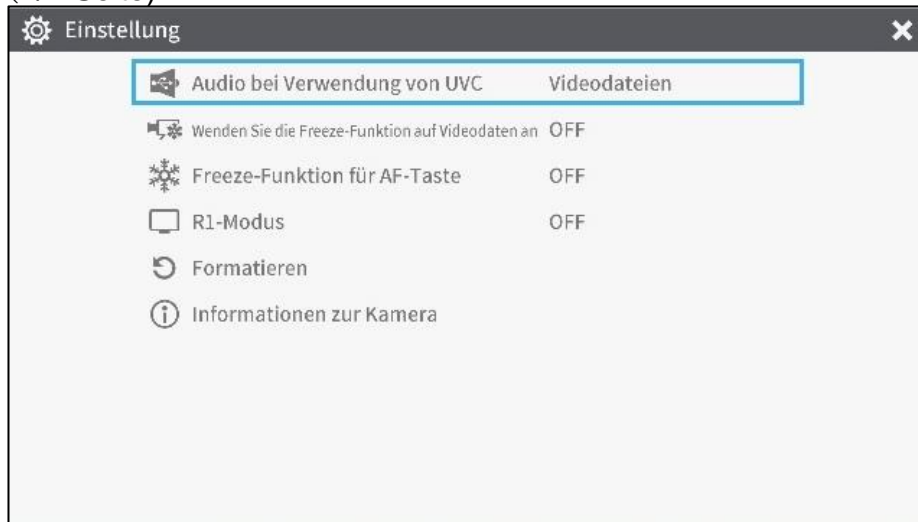 Einstellung
Audio bei Verwendung von UVC Videodateien
Wenden Sie die Freeze-Funktion auf Videodaten an OFF
Freeze-Funktion für AF-Taste OFF
R1-Modus OFF
Formatieren
Informationen zur Kamera